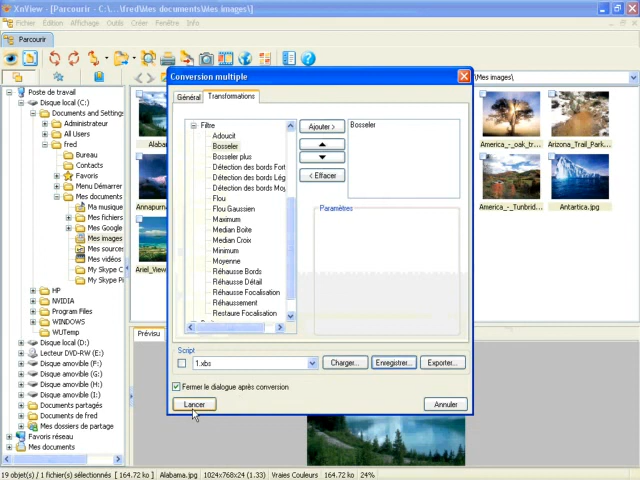 XnView - [Parcourir - C:\...\fred\Mes documents\Mes images\]
Fichier Edition Affichage Outils Créer Fenêtre Info
Parcourir
Mes images\
Poste de travail
Disque local (C:)
Documents and Setting
Administrateur
All Users
fred
Bureau
Contacts
Favoris
Menu Démarrer
Mes documents
Ma musique
Mes fichiers
Mes Google
Mes images
Mes sources
Mes vidéos
My Skype C
My Skype Pi
HP
NVIDIA
Program Files
WINDOWS
WUTemp
Disque local (D:)
Lecteur DVD-RW (E:)
Disque amovible (F:)
Disque amovible (G:)
Disque amovible (H:)
Disque amovible (I:)
Documents partagés
Documents de fred
Mes dossiers de partage
Favoris réseau
Mes documents
Alaba
Annapurna
Ariel_View
Prévisu
Conversion multiple
Général Transformations
Filtre
Adoucit
Bosseler
Bosseler plus
Détection des bords Fort
Détection des bords Lég
Détection des bords Moy
Flou
Flou Gaussien
Maximum
Median Boite
Median Croix
Minimum
Moyenne
Réhausse Bords
Réhausse Détail
Réhausse Focalisation
Réhaussement
Restaure Focalisation
Ajouter >
< Effacer
Bosseler
Paramètres
Script
1.xbs
Charger... Enregistrer... Exporter...
Fermer le dialogue après conversion
Lancer Annuler
America_-_oak_tr... Arizona_Trail_Park...
America_-_Tunbrid... Antartica.jpg
19 objet(s) / 1 fichier(s) sélectionnés [ 164.72 ko ] Alabama.jpg 1024x768x24 (1.33) Vraies Couleurs 164.72 ko 24%